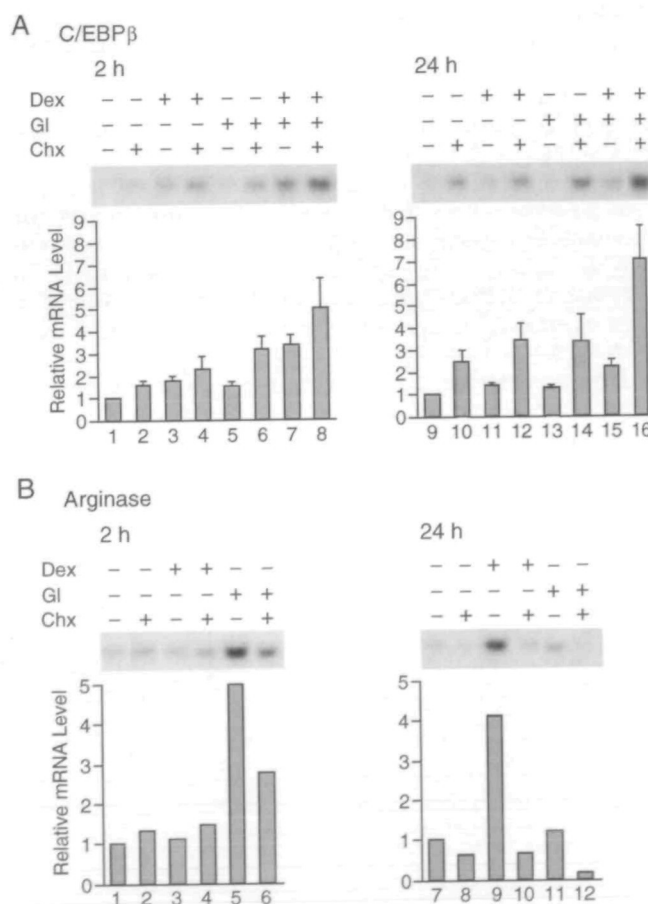 A C/EBPβ
2 h 24 h
Dex − − + + − − + + − − + + − − + +
Gl − − − − + + + + − − − − + + + +
Chx − + − + − + − + − + − + − + − +
Relative mRNA Level
9 9
8 8
7 7
6 6
5 5
4 4
3 3
2 2
1 1
0 0
1 2 3 4 5 6 7 8 9 10 11 12 13 14 15 16
B Arginase
2 h 24 h
Dex − − + + − − − − + + − −
Gl − − − − + + − − − − + +
Chx − + − + − + − + − + − +
Relative mRNA Level
5 5
4 4
3 3
2 2
1 1
0 0
1 2 3 4 5 6 7 8 9 10 11 12